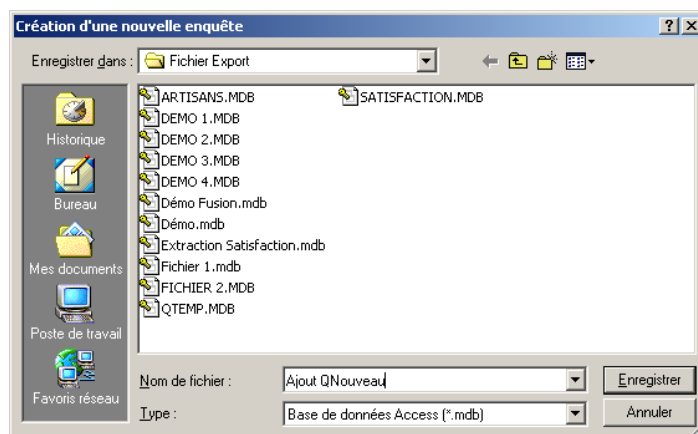 Création d'une nouvelle enquête
Enregistrer dans : Fichier Export
Historique
Bureau
Mes documents
Poste de travail
Favoris réseau
ARTISANS.MDB
DEMO 1.MDB
DEMO 2.MDB
DEMO 3.MDB
DEMO 4.MDB
Démo Fusion.mdb
Démo.mdb
Extraction Satisfaction.mdb
Fichier 1.mdb
FICHIER 2.MDB
QTEMP.MDB
SATISFACTION.MDB
Nom de fichier : Ajout QNouveau Enregistrer
Type : Base de données Access (*.mdb) Annuler